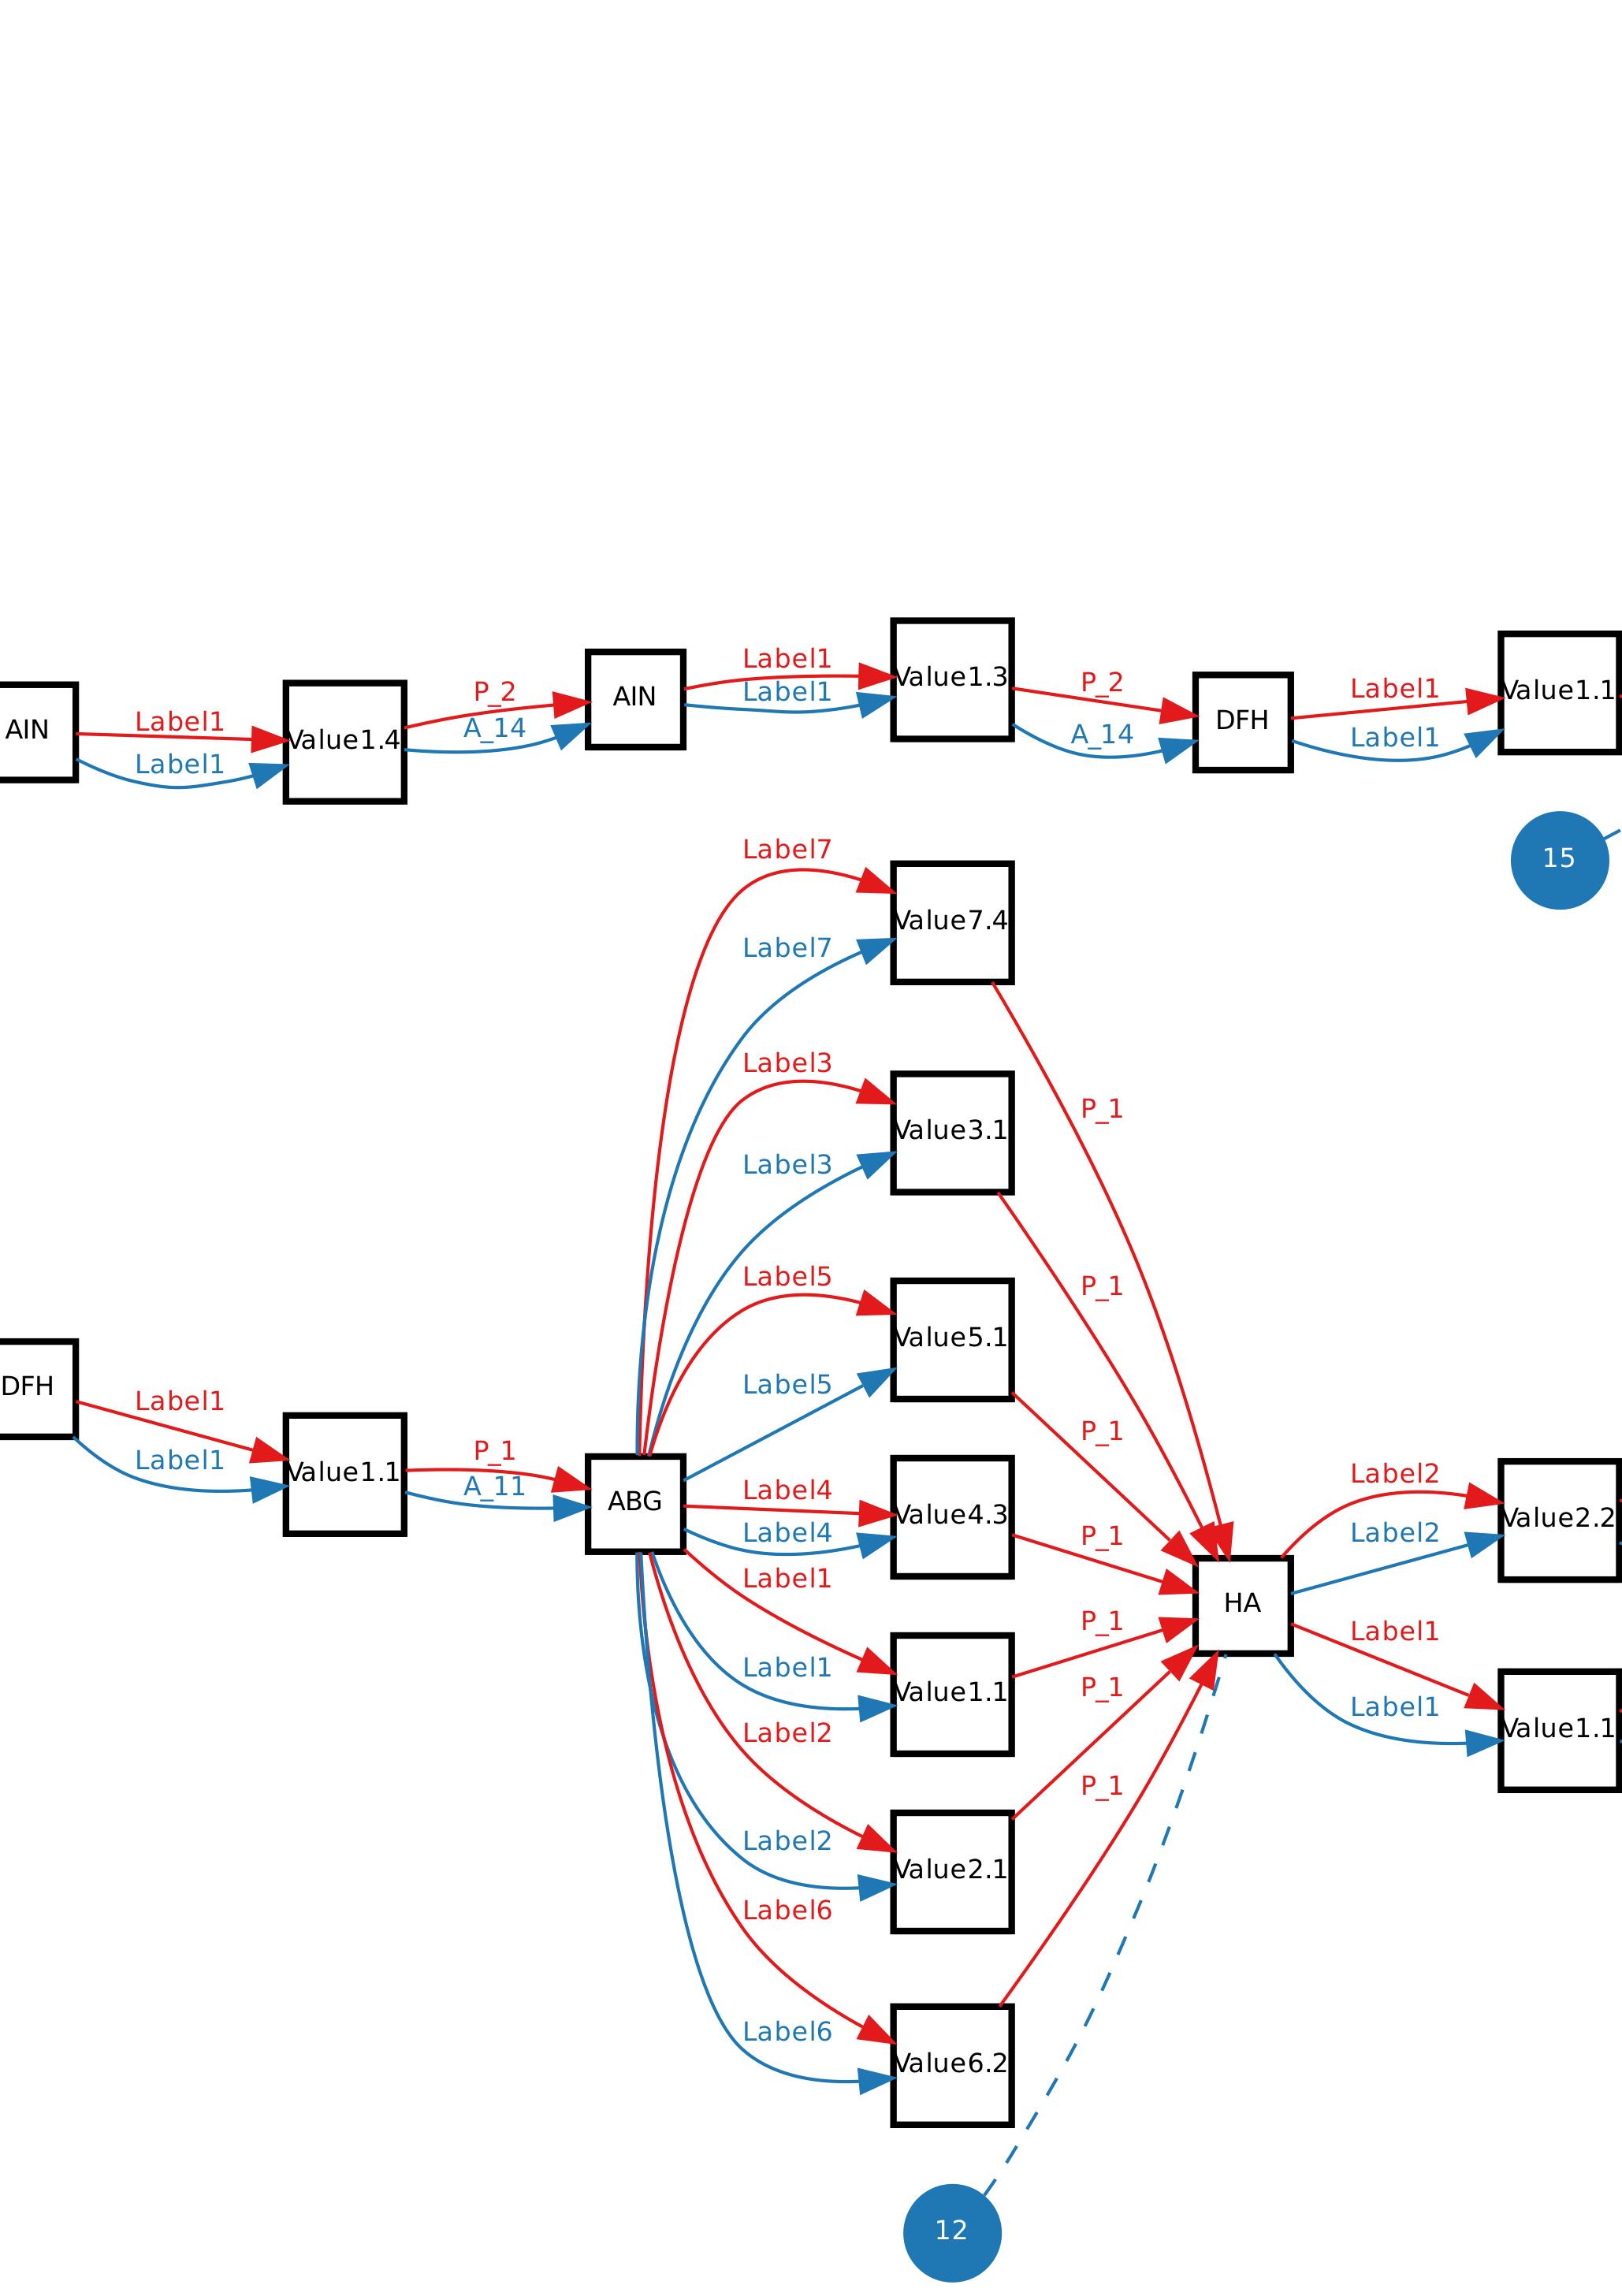 AIN
Label1
Label1
Value1.4
P_2
A_14
AIN
Label1
Label1
Value1.3
P_2
A_14
DFH
Label1
Label1
Value1.1
15
DFH
Label1
Label1
Value1.1
P_1
A_11
ABG
Label7
Label7
Label3
Label3
Label5
Label5
Label4
Label4
Label1
Label1
Label2
Label2
Label6
Label6
Value7.4
Value3.1
Value5.1
Value4.3
Value1.1
Value2.1
Value6.2
12
P_1
P_1
P_1
P_1
P_1
P_1
P_1
HA
Label2
Label2
Label1
Label1
Value2.2
Value1.1